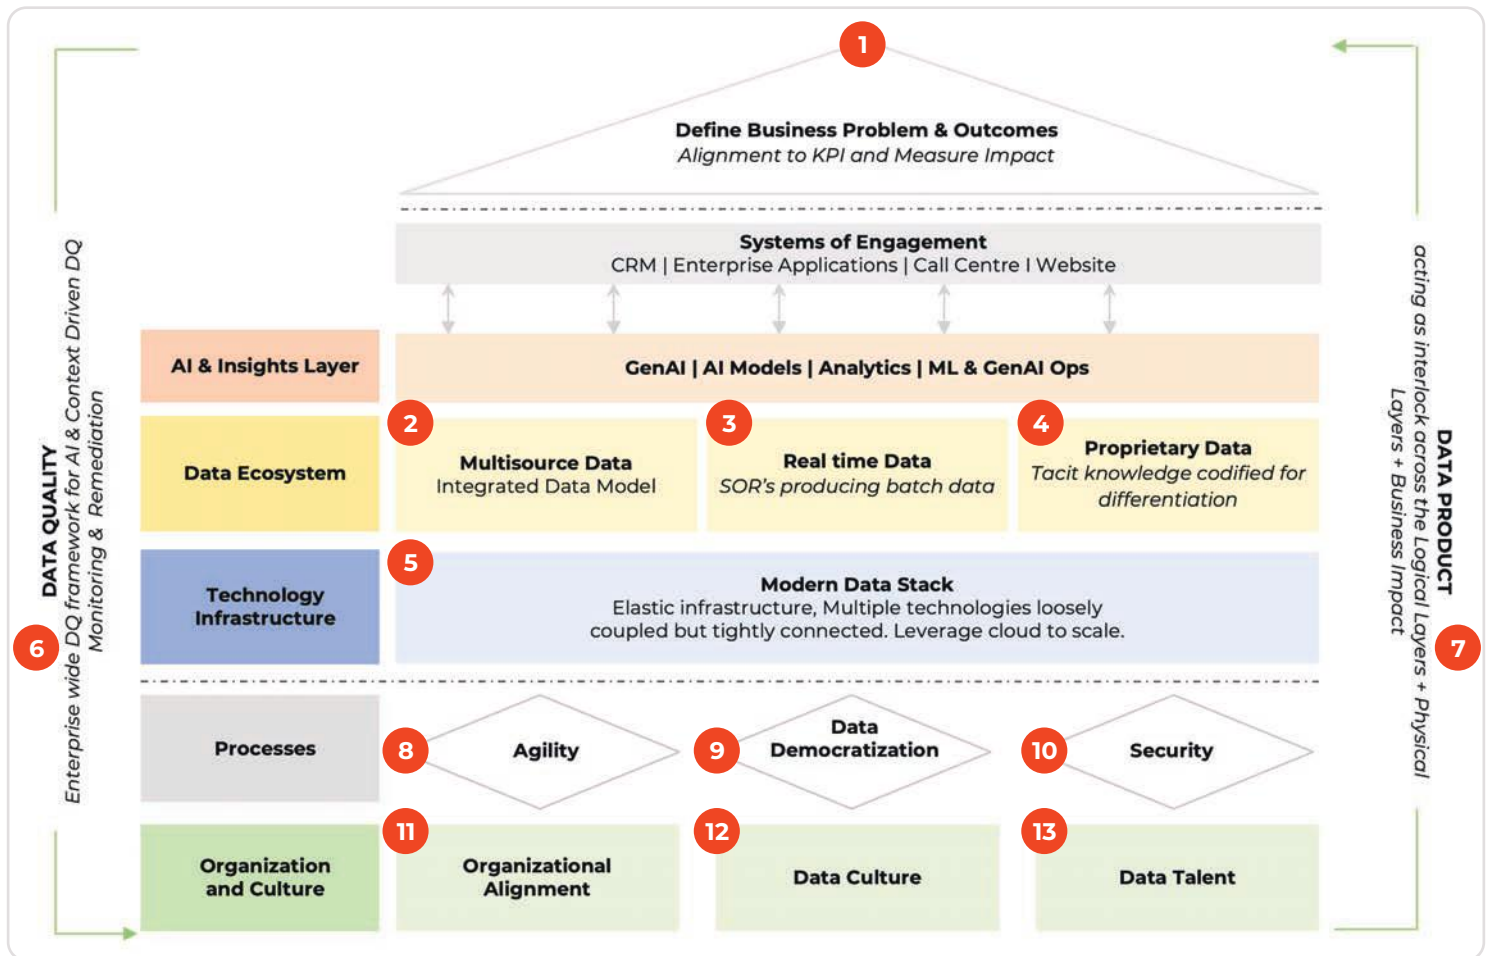 1
Define Business Problem & Outcomes
Alignment to KPI and Measure Impact
Systems of Engagement
CRM | Enterprise Applications | Call Centre I Website
AI & Insights Layer
GenAI | AI Models | Analytics | ML & GenAI Ops
Data Ecosystem
2
Multisource Data
Integrated Data Model
3
Real time Data
SOR's producing batch data
4
Proprietary Data
Tacit knowledge codified for
differentiation
Technology
Infrastructure
5
Modern Data Stack
Elastic infrastructure, Multiple technologies loosely
coupled but tightly connected. Leverage cloud to scale.
6
DATA QUALITY
Enterprise wide DQ framework for AI & Context Driven DQ
Monitoring & Remediation
7
DATA PRODUCT
acting as interlock across the Logical Layers + Physical
Layers + Business Impact
Processes
8
Agility
9
Data
Democratization
10
Security
Organization
and Culture
11
Organizational
Alignment
12
Data Culture
13
Data Talent